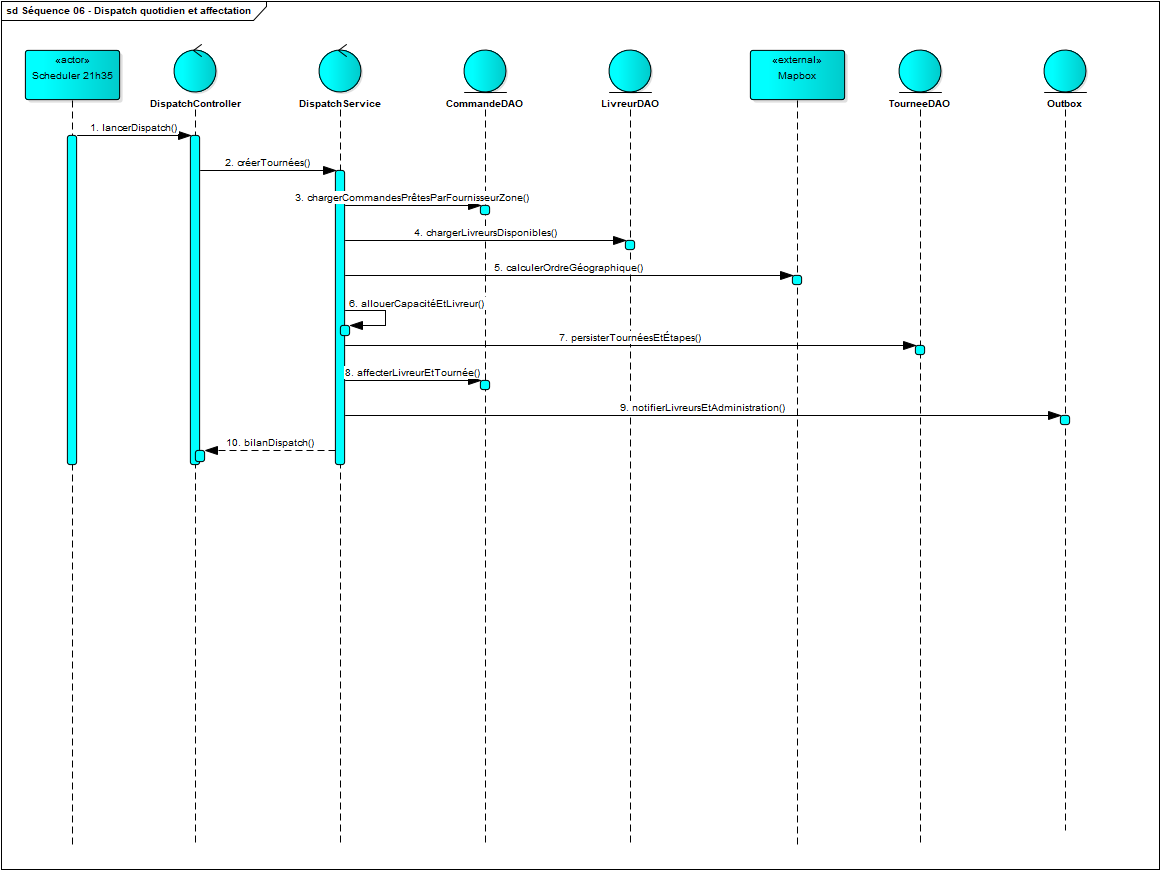 sd Séquence 06 - Dispatch quotidien et affectation
«actor»
Scheduler 21h35
DispatchController
DispatchService
CommandeDAO
LivreurDAO
«external»
Mapbox
TourneeDAO
Outbox
1. lancerDispatch()
2. créerTournées()
3. chargerCommandesPrêtesParFournisseurZone()
4. chargerLivreursDisponibles()
5. calculerOrdreGéographique()
6. allouerCapacitéEtLivreur()
7. persisterTournéesEtÉtapes()
8. affecterLivreurEtTournée()
9. notifierLivreursEtAdministration()
10. bilanDispatch()